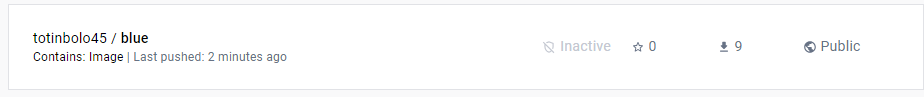 totinbolo45 / blue
Inactive 0 9 Public
Contains: Image | Last pushed: 2 minutes ago